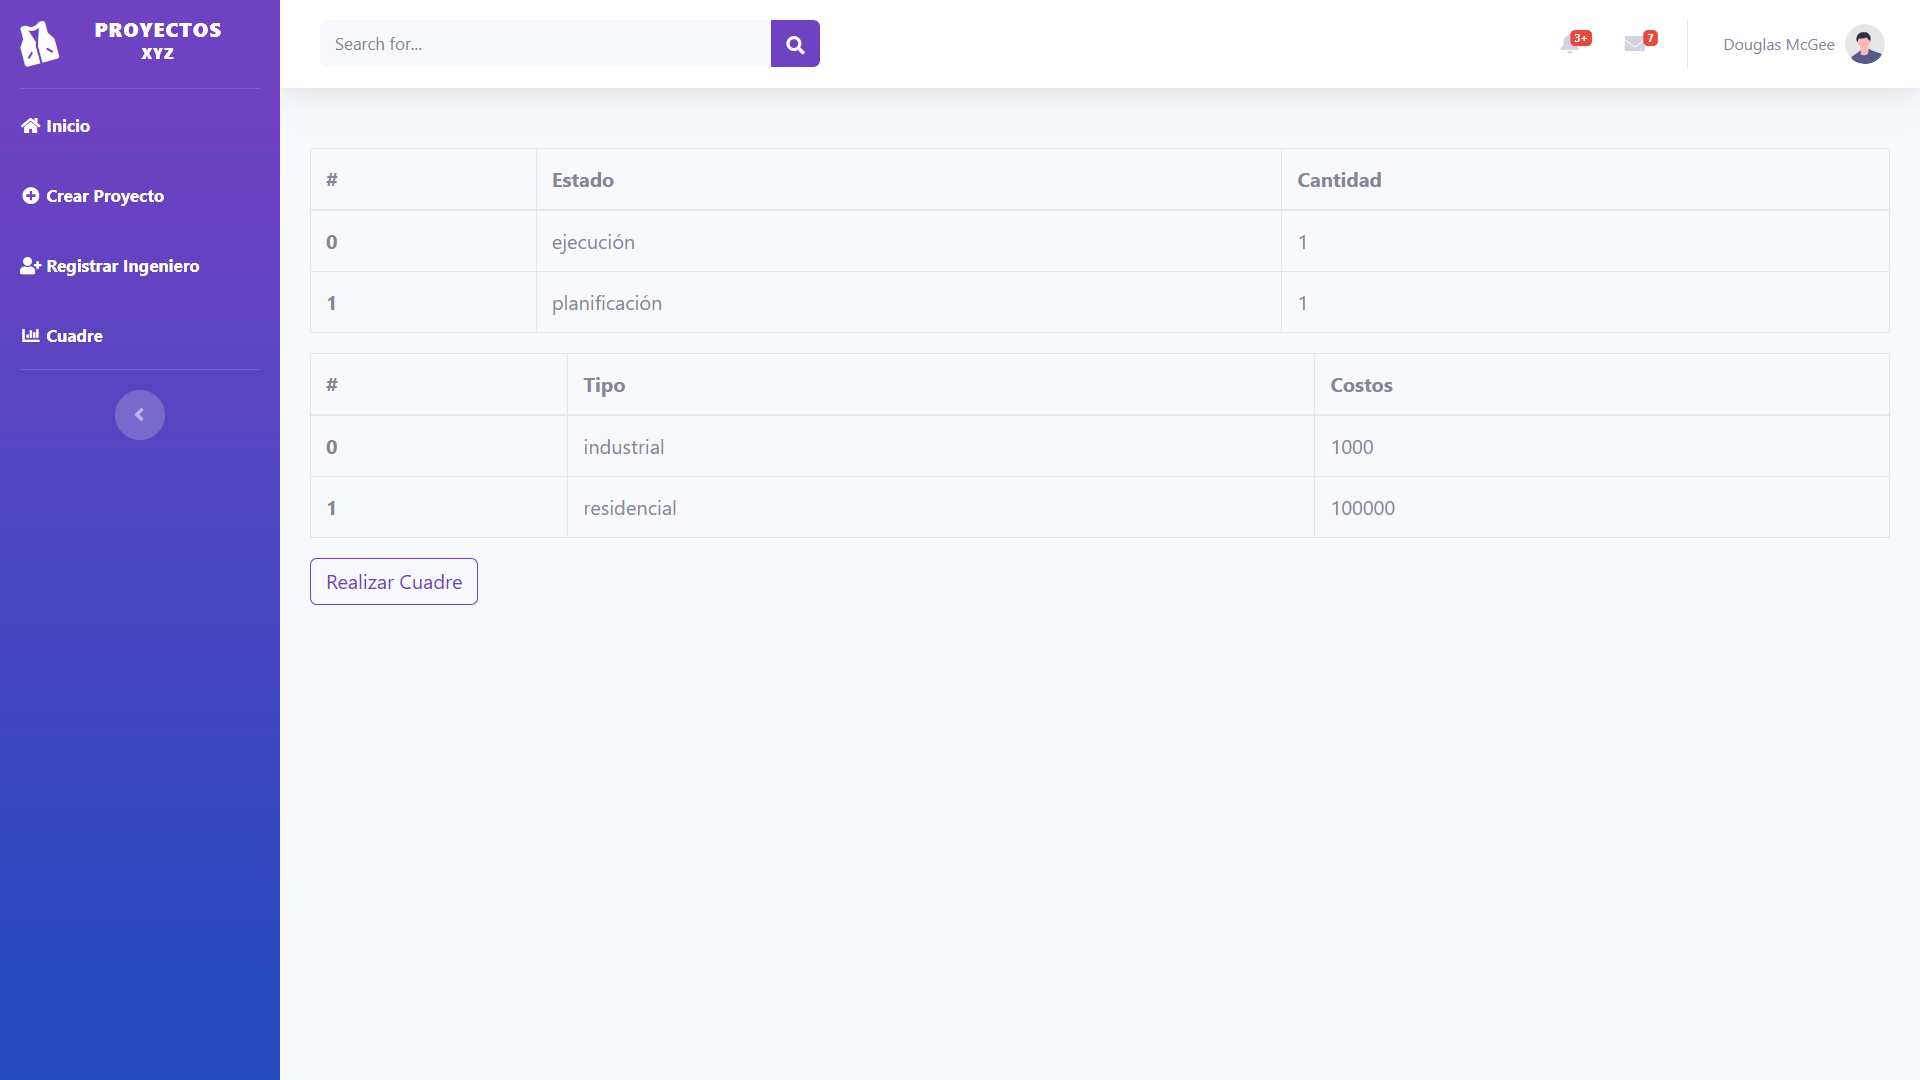 PROYECTOS
XYZ
Inicio
Crear Proyecto
Registrar Ingeniero
Cuadre
Search for...
3+
7
Douglas McGee
# Estado Cantidad
0 ejecución 1
1 planificación 1
# Tipo Costos
0 industrial 1000
1 residencial 100000
Realizar Cuadre